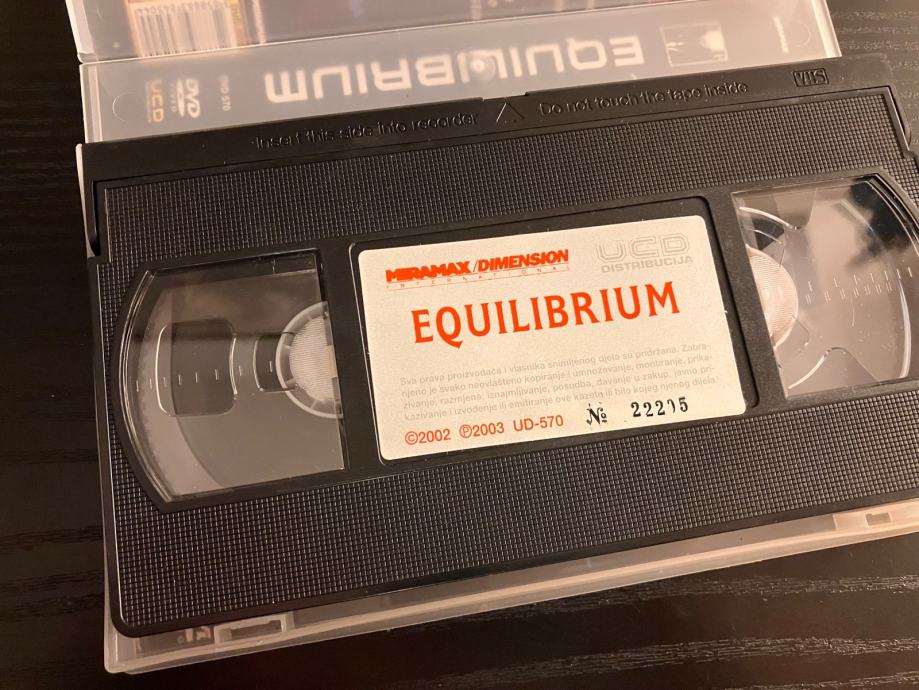 EQUILIBRIUM
DVD 570
DVD
UCD
Insert this side into recorder
Do not touch the tape inside
VHS
MIRAMAX/DIMENSION
INTERNATIONAL
UCD
DISTRIBUCIJA
EQUILIBRIUM
Sva prava proizvođača i vlasnika snimljenog djela su pridržana. Zabra-
njeno je svako neovlašteno kopiranje i umnožavanje, montiranje, prika-
zivanje, razmjena, iznajmljivanje, posudba, davanje u zakup, javno pri-
kazivanje i izvođenje ili emitiranje ove kazete ili bilo kojeg njenog dijela.
©2002 ℗2003 UD-570
№ 22215